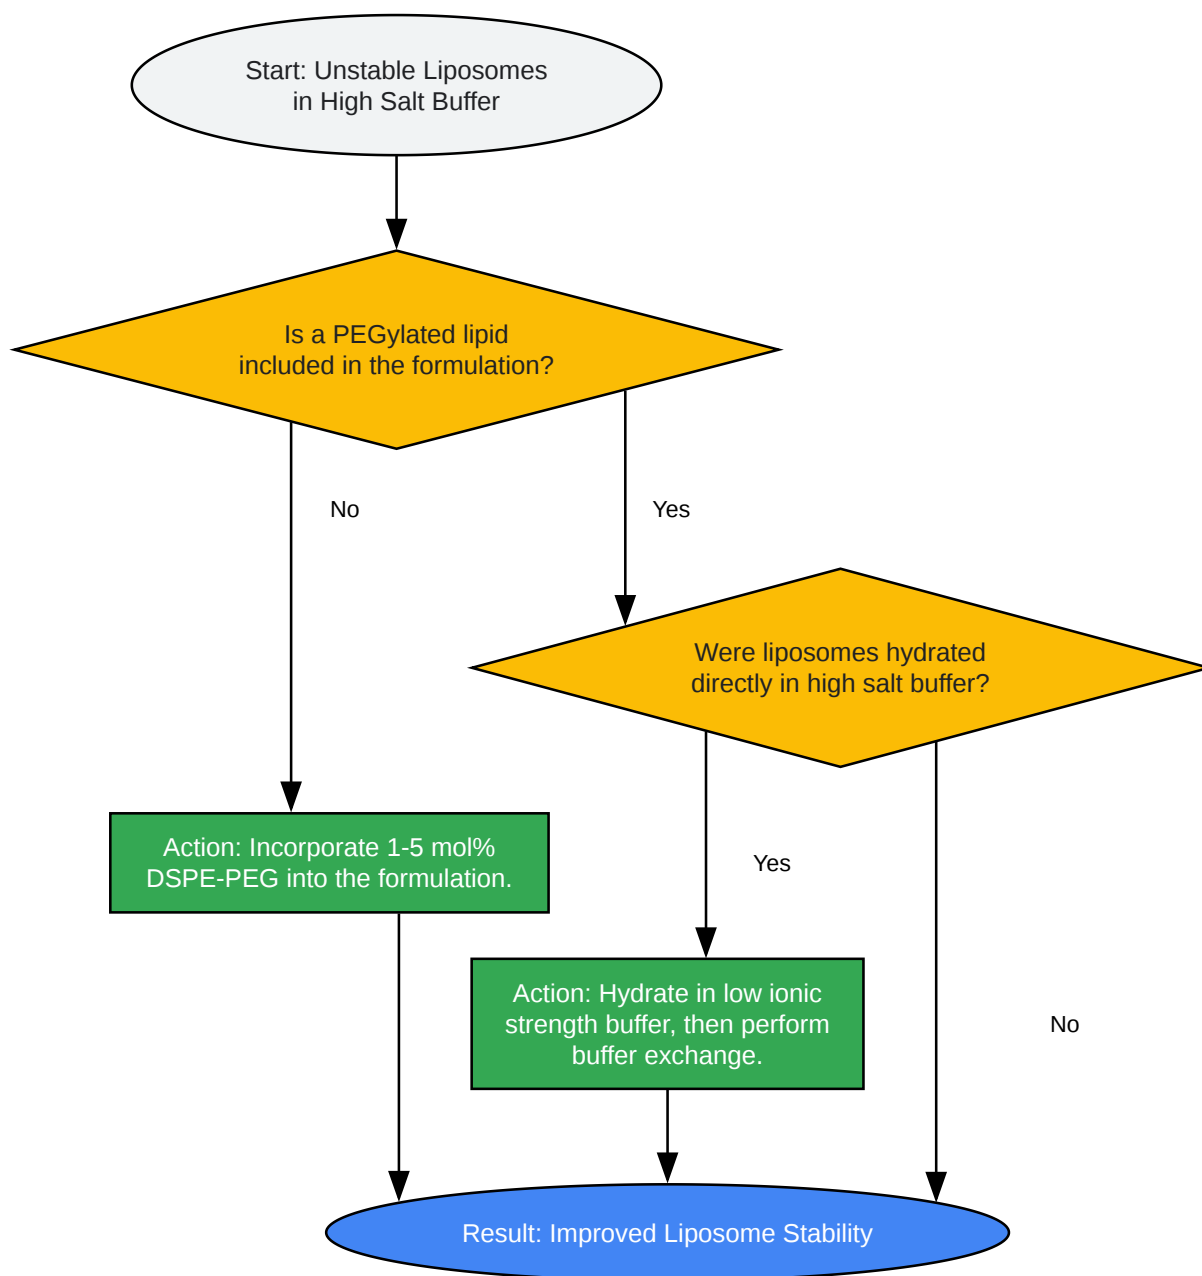 Start: Unstable Liposomes
in High Salt Buffer
Is a PEGylated lipid
included in the formulation?
No
Yes
Were liposomes hydrated
directly in high salt buffer?
Action: Incorporate 1-5 mol%
DSPE-PEG into the formulation.
Yes
Action: Hydrate in low ionic
strength buffer, then perform
buffer exchange.
No
Result: Improved Liposome Stability